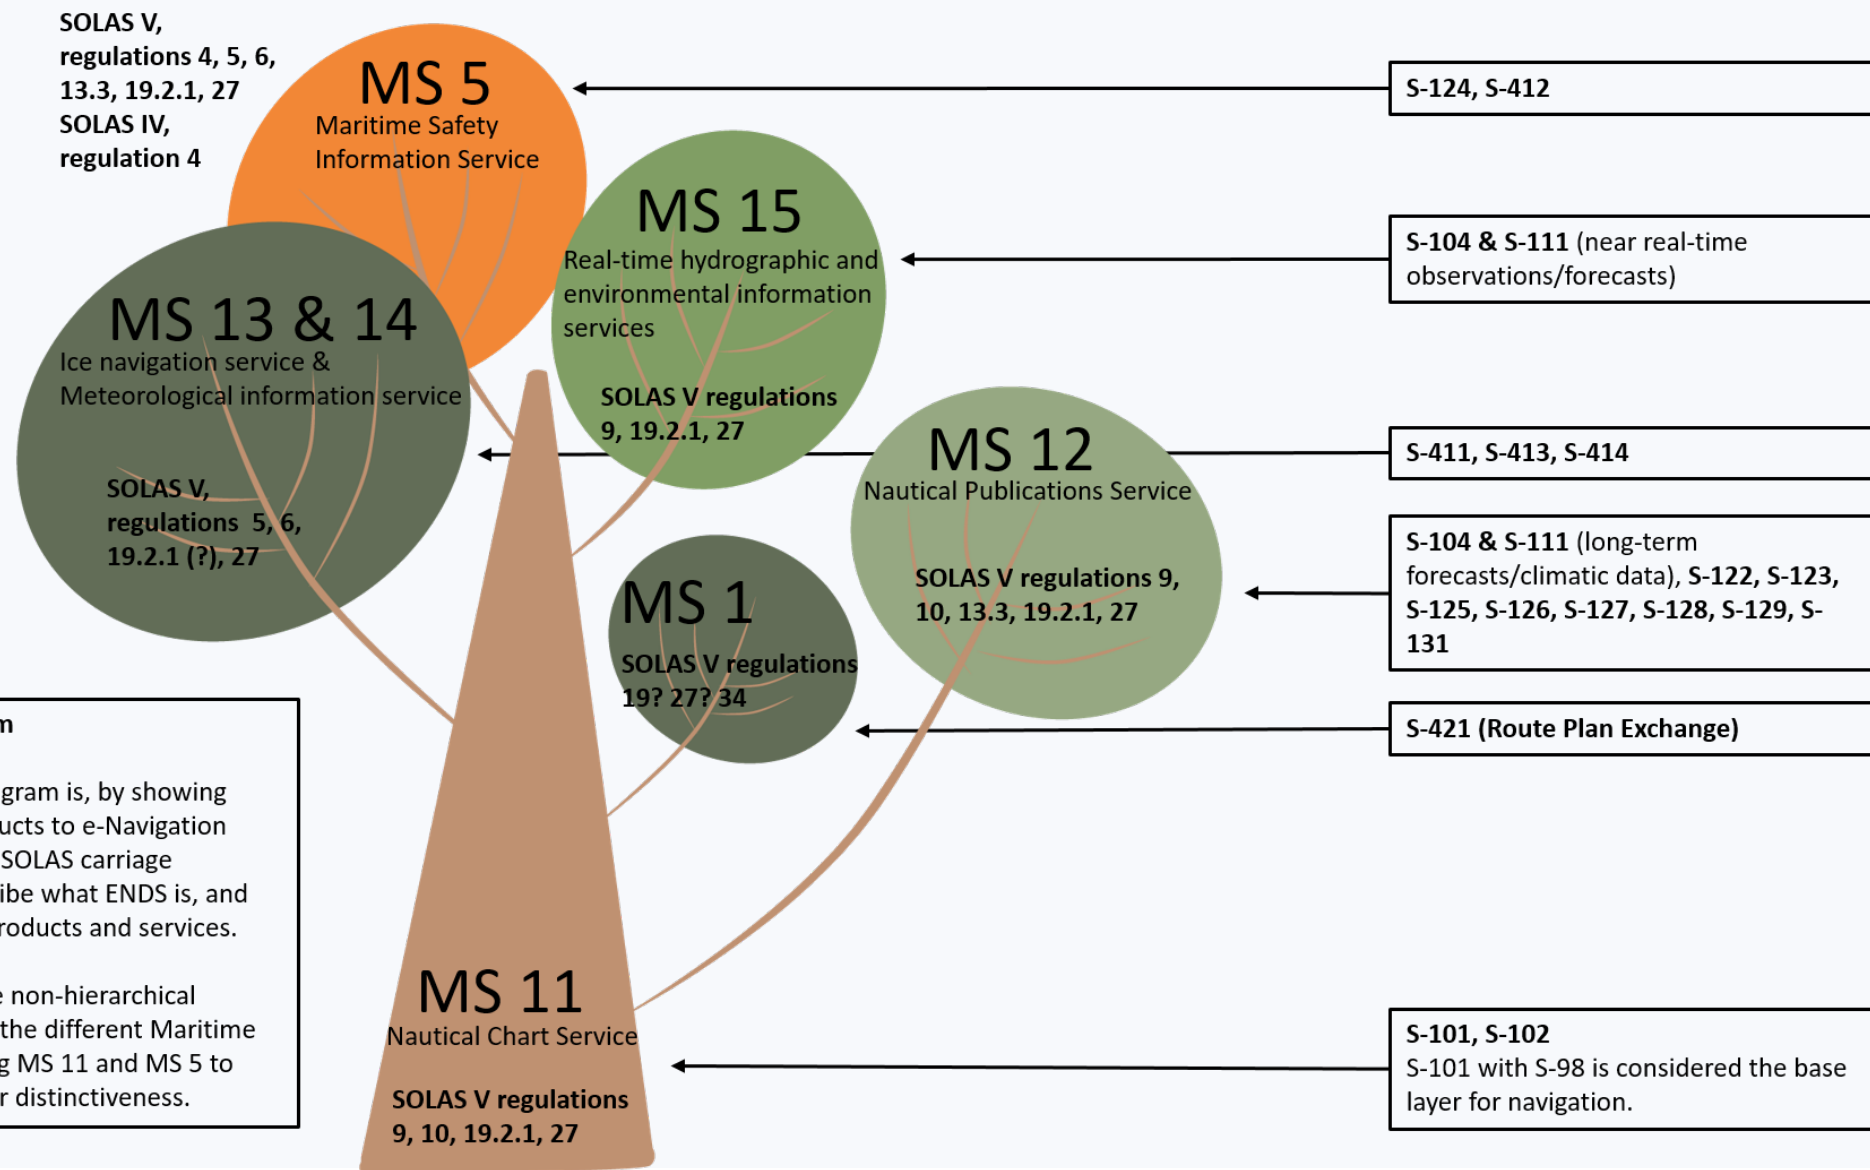 SOLAS V,
regulations 4, 5, 6,
13.3, 19.2.1, 27
SOLAS IV,
regulation 4
MS 5
Maritime Safety
Information Service
S-124, S-412
MS 15
Real-time hydrographic and
environmental information
services
SOLAS V regulations
9, 19.2.1, 27
S-104 & S-111 (near real-time
observations/forecasts)
MS 13 & 14
Ice navigation service &
Meteorological information service
SOLAS V,
regulations  5, 6,
19.2.1 (?), 27
S-411, S-413, S-414
MS 12
Nautical Publications Service
SOLAS V regulations 9,
10, 13.3, 19.2.1, 27
S-104 & S-111 (long-term
forecasts/climatic data), S-122, S-123,
S-125, S-126, S-127, S-128, S-129, S-
131
MS 1
SOLAS V regulations
19? 27? 34
S-421 (Route Plan Exchange)
m
gram is, by showing
ucts to e-Navigation
SOLAS carriage
ibe what ENDS is, and
roducts and services.
e non-hierarchical
the different Maritime
g MS 11 and MS 5 to
r distinctiveness.
MS 11
Nautical Chart Service
SOLAS V regulations
9, 10, 19.2.1, 27
S-101, S-102
S-101 with S-98 is considered the base
layer for navigation.